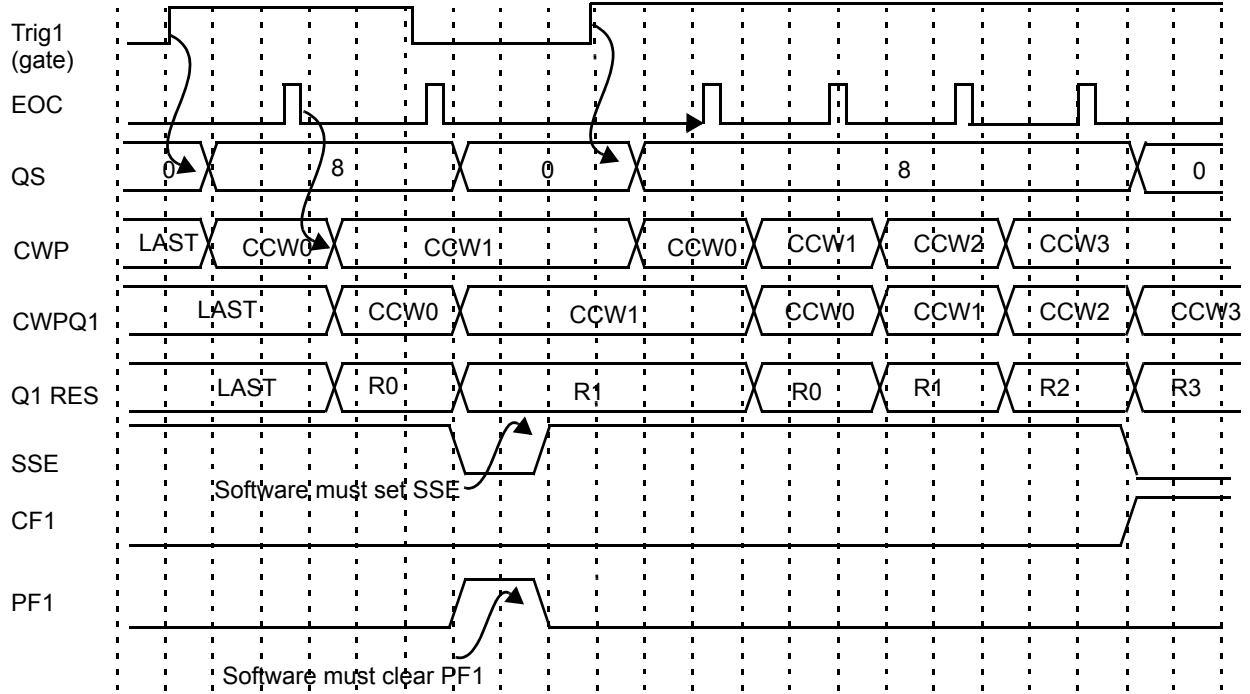 Trig1
(gate)
EOC
QS 0 8 0 8 0
CWP LAST CCW0 CCW1 CCW0 CCW1 CCW2 CCW3
CWPQ1 LAST CCW0 CCW1 CCW0 CCW1 CCW2 CCW3
Q1 RES LAST R0 R1 R0 R1 R2 R3
SSE
Software must set SSE
CF1
PF1
Software must clear PF1